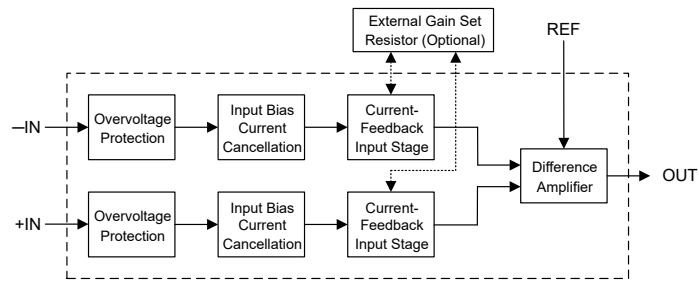 External Gain Set
Resistor (Optional)
REF
–IN
Overvoltage
Protection
Input Bias
Current
Cancellation
Current-
Feedback
Input Stage
Difference
Amplifier
OUT
+IN
Overvoltage
Protection
Input Bias
Current
Cancellation
Current-
Feedback
Input Stage